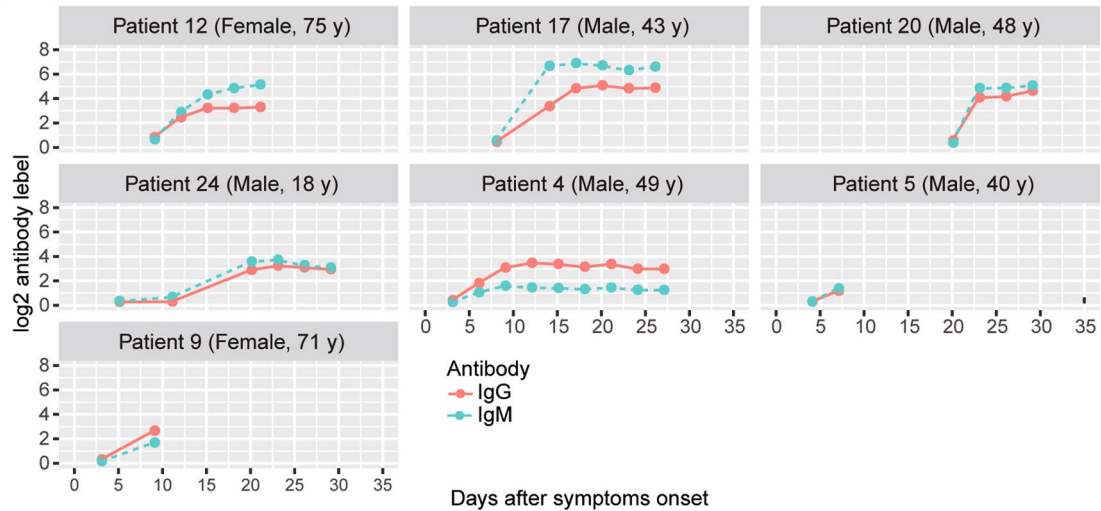 Patient 12 (Female, 75 y)
Patient 17 (Male, 43 y)
Patient 20 (Male, 48 y)
8
6
4
2
0
Patient 24 (Male, 18 y)
Patient 4 (Male, 49 y)
Patient 5 (Male, 40 y)
8
6
4
2
0
0 5 10 15 20 25 30 35
0 5 10 15 20 25 30 35
Patient 9 (Female, 71 y)
8
6
4
2
0
0 5 10 15 20 25 30 35
log2 antibody lebel
Antibody
IgG
IgM
Days after symptoms onset